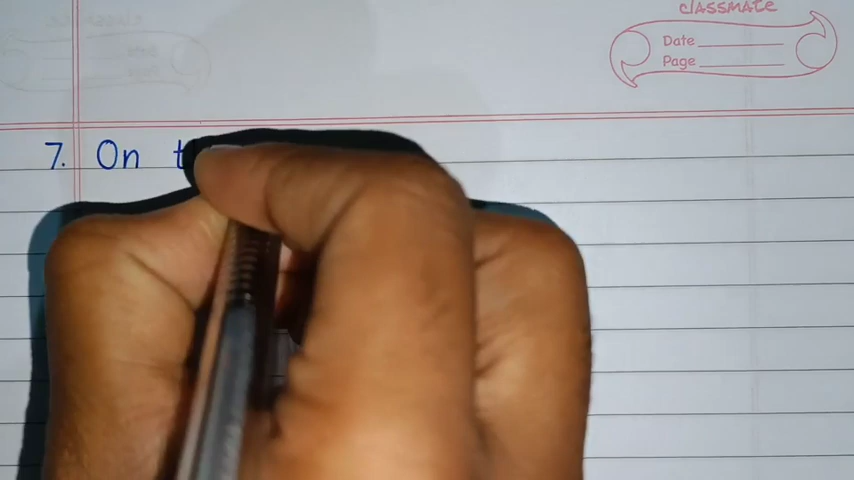 classmate
Date
Page
7. On t